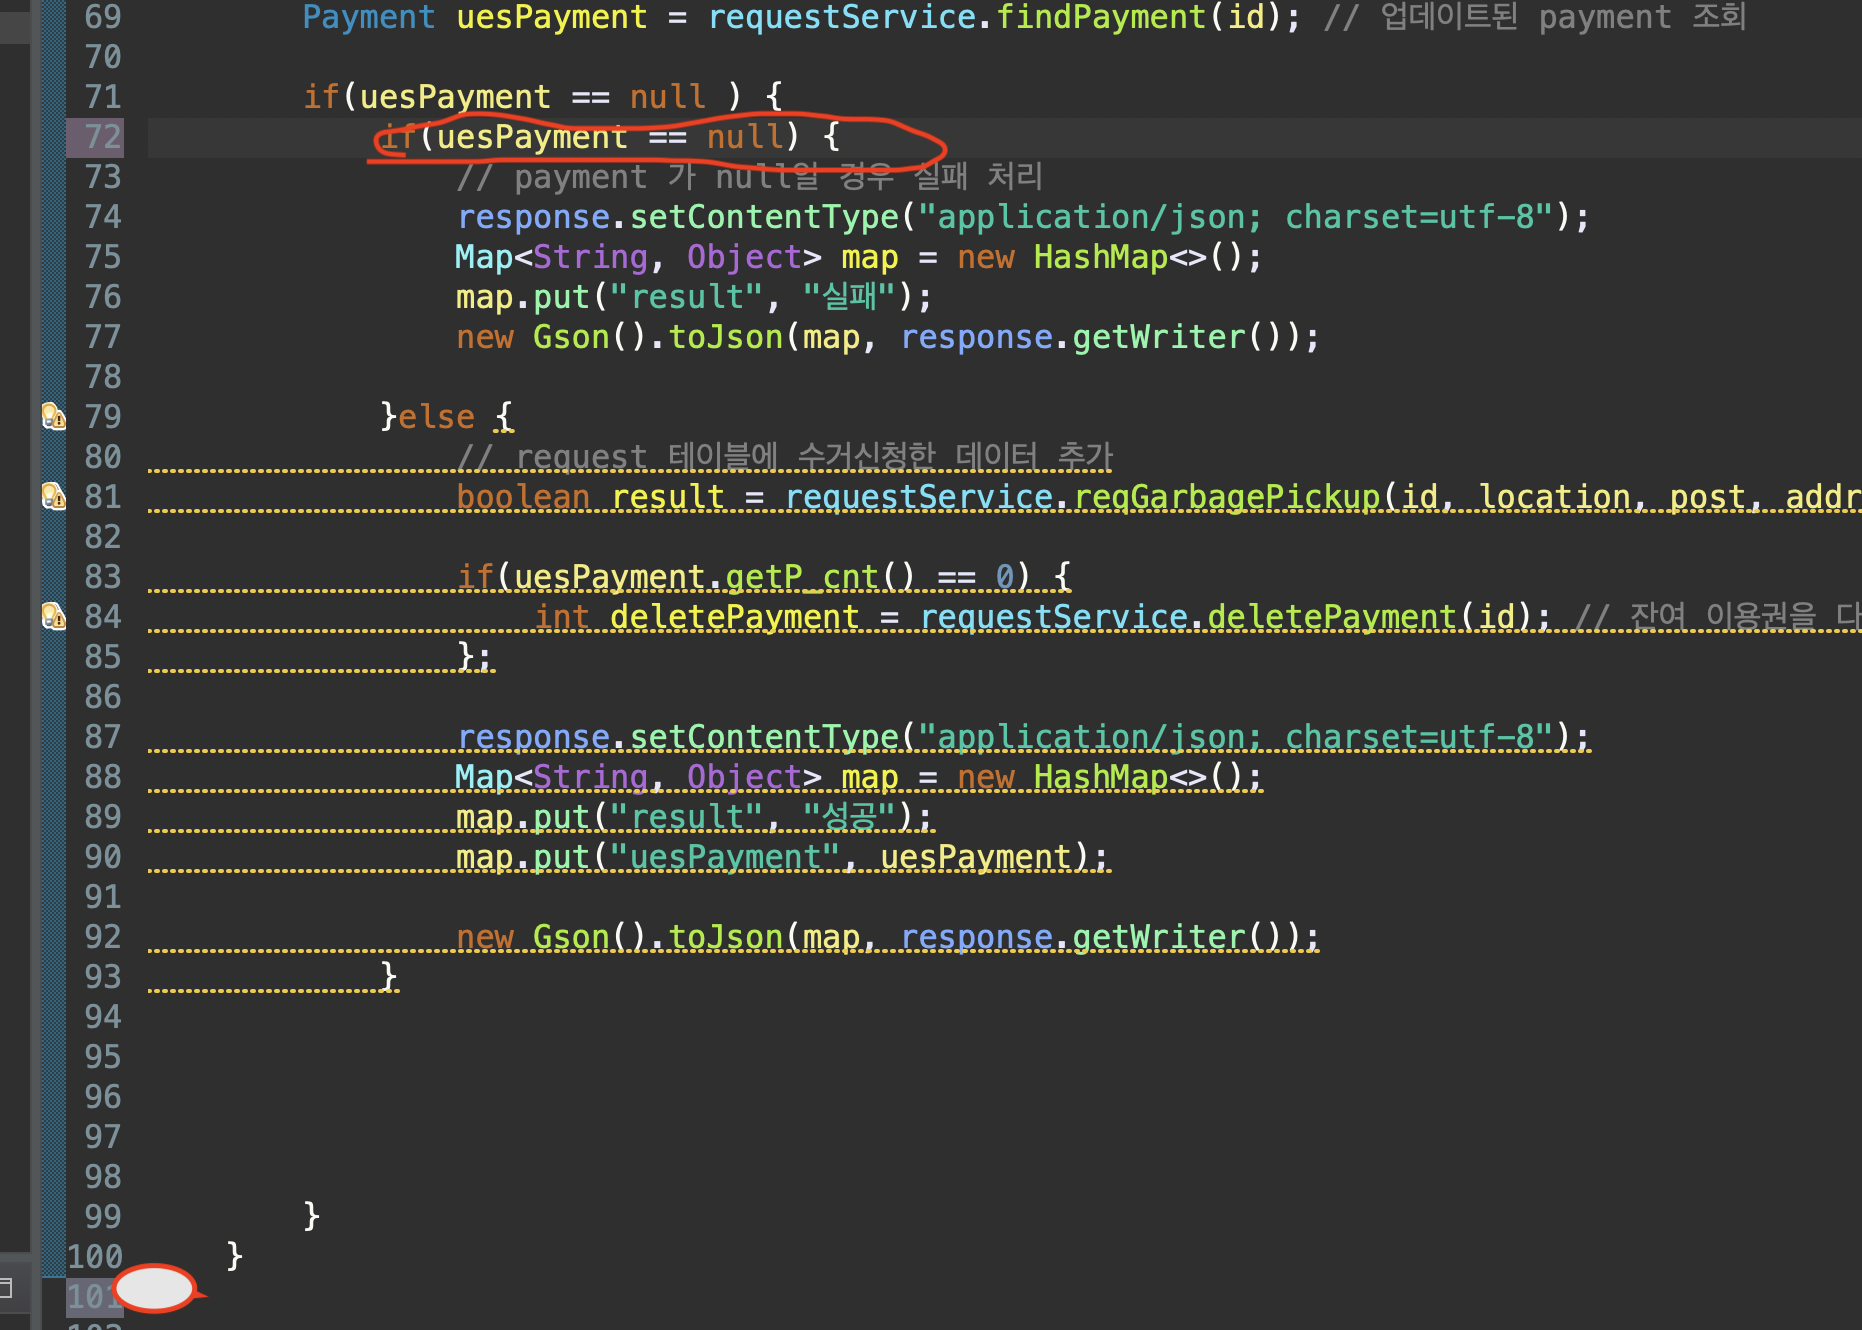 69 Payment uesPayment = requestService.findPayment(id); // 업데이트된 payment 조회
70
71 if(uesPayment == null ) {
72 if(uesPayment == null) {
73 // payment 가 null일 경우 실패 처리
74 response.setContentType("application/json; charset=utf-8");
75 Map<String, Object> map = new HashMap<>();
76 map.put("result", "실패");
77 new Gson().toJson(map, response.getWriter());
78
79 }else {
80 // request 테이블에 수거신청한 데이터 추가
81 boolean result = requestService.reqGarbagePickup(id, location, post, addr
82
83 if(uesPayment.getP_cnt() == 0) {
84 int deletePayment = requestService.deletePayment(id); // 잔여 이용권을 다
85 };
86
87 response.setContentType("application/json; charset=utf-8");
88 Map<String, Object> map = new HashMap<>();
89 map.put("result", "성공");
90 map.put("uesPayment", uesPayment);
91
92 new Gson().toJson(map, response.getWriter());
93 }
94
95
96
97
98
99 }
100 }
101